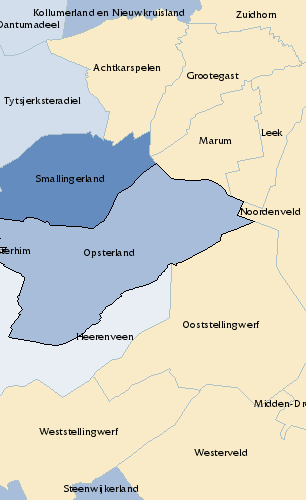 Kollumerland en Nieuwkruisland
Zuidhorn
Dantumadeel
Achtkarspelen
Grootegast
Tytsjerksteradiel
Leek
Marum
Smallingerland
Noordenveld
Opsterland
Ooststellingwerf
Heerenveen
Midden-Dr
Weststellingwerf
Westerveld
Steenwijkerland